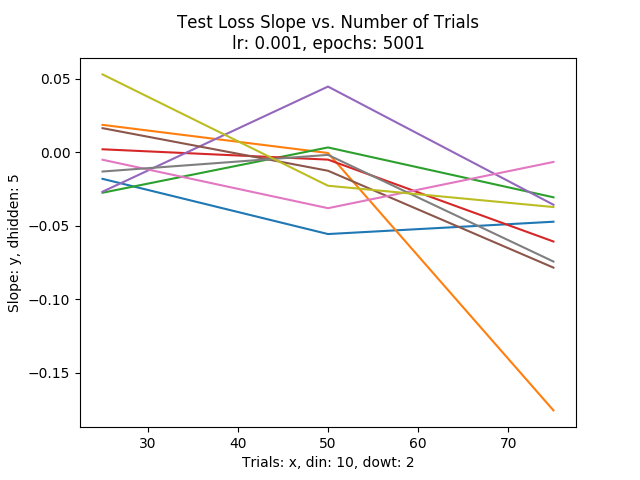 Test Loss Slope vs. Number of Trials
lr: 0.001, epochs: 5001
0.05
0.00
−0.05
−0.10
−0.15
Slope: y, dhidden: 5
30 40 50 60 70
Trials: x, din: 10, dowt: 2